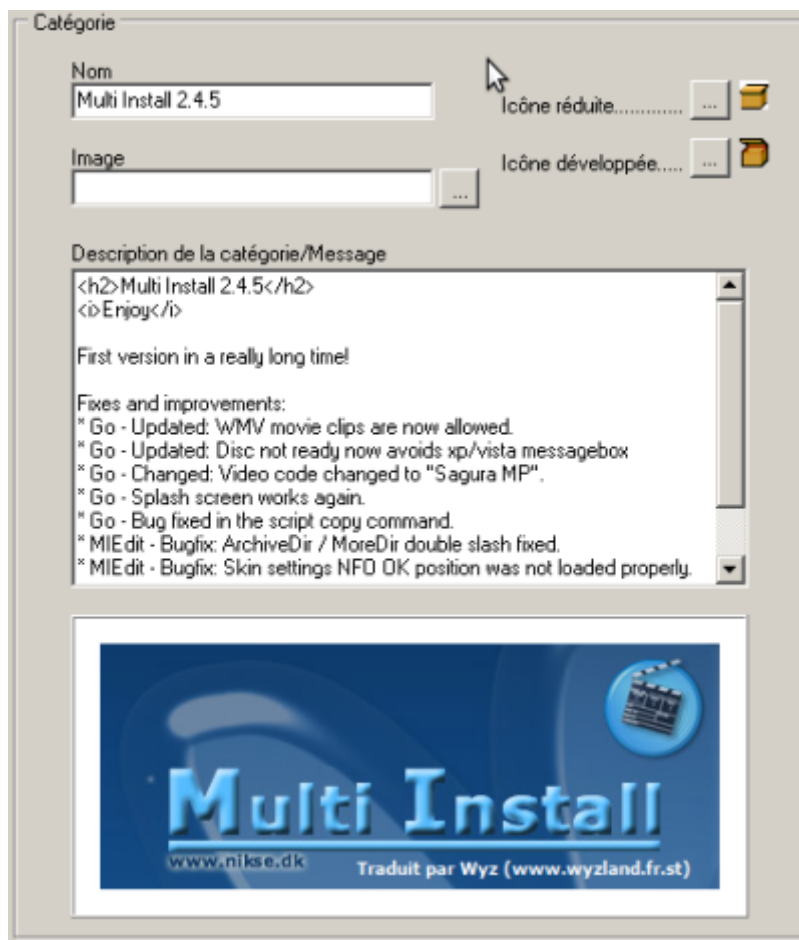 Catégorie
Nom
Multi Install 2.4.5
Icône réduite............. ...
Image
Icône développée..... ...
...
Description de la catégorie/Message
<h2>Multi Install 2.4.5</h2>
<i>Enjoy</i>
First version in a really long time!
Fixes and improvements:
* Go - Updated: WMV movie clips are now allowed.
* Go - Updated: Disc not ready now avoids xp/vista messagebox
* Go - Changed: Video code changed to "Sagura MP".
* Go - Splash screen works again.
* Go - Bug fixed in the script copy command.
* MIEdit - Bugfix: ArchiveDir / MoreDir double slash fixed.
* MIEdit - Bugfix: Skin settings NFO OK position was not loaded properly.
Multi Install
www.nikse.dk
Traduit par Wyz (www.wyzland.fr.st)